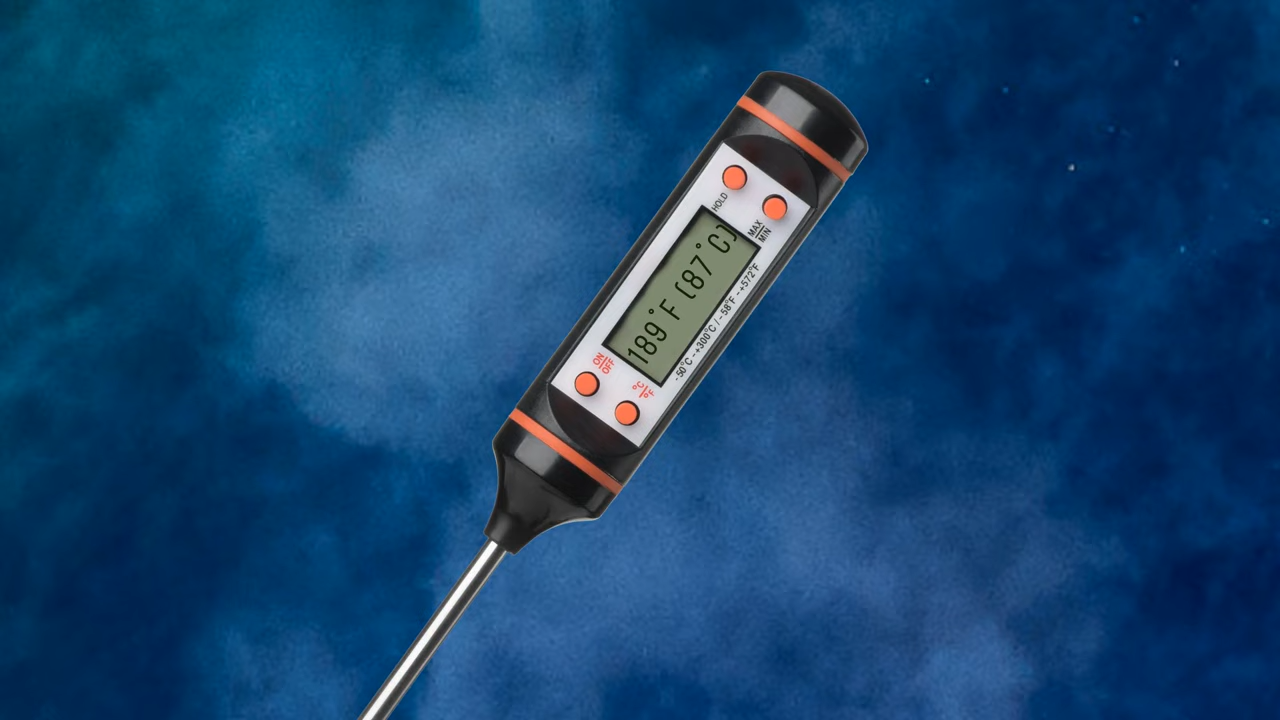 HOLD
MAX
MIN
189°F (87°C)
-50°C -+300°C / -58°F -+572°F
ON
OFF
°C
°F